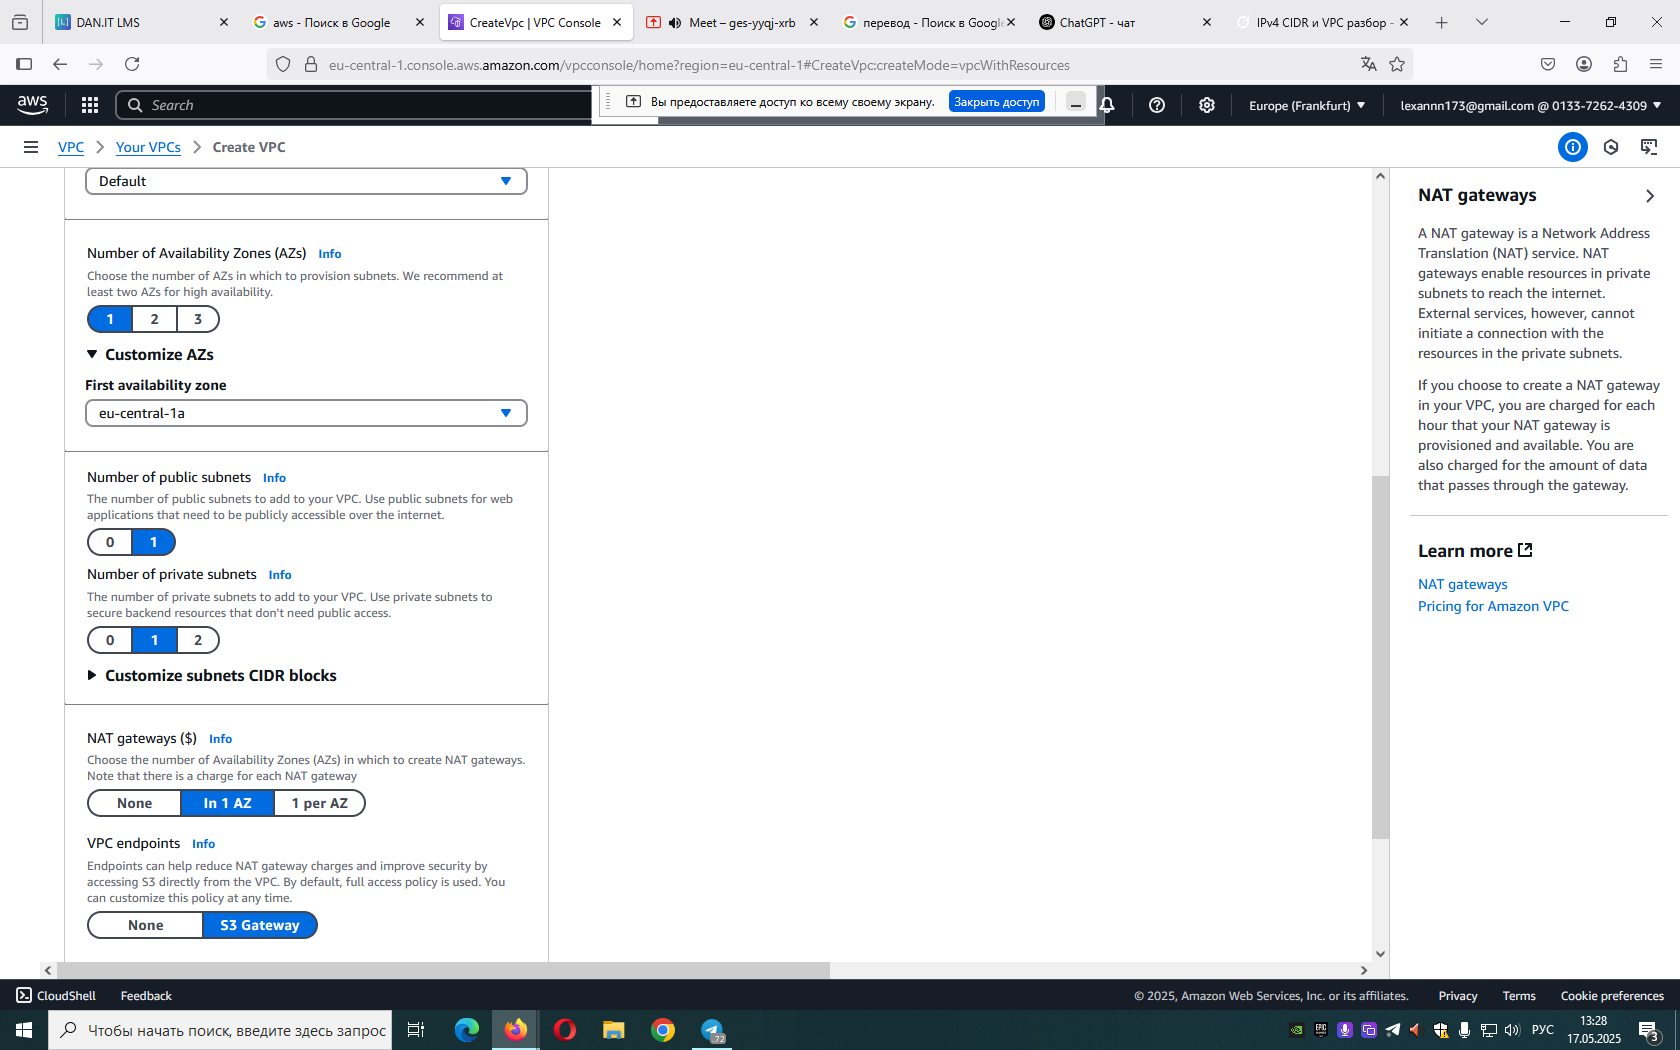 DAN.IT LMS
aws - Поиск в Google
CreateVpc | VPC Console
Meet – ges-yyqj-xrb
перевод - Поиск в Google
ChatGPT - чат
IPv4 CIDR и VPC разбор -
eu-central-1.console.aws.amazon.com/vpcconsole/home?region=eu-central-1#CreateVpc:createMode=vpcWithResources
aws
Search
Вы предоставляете доступ ко всему своему экрану.
Закрыть доступ
Europe (Frankfurt)
lexannn173@gmail.com @ 0133-7262-4309
VPC
Your VPCs
Create VPC
Default
Number of Availability Zones (AZs) Info
Choose the number of AZs in which to provision subnets. We recommend at
least two AZs for high availability.
1 2 3
Customize AZs
First availability zone
eu-central-1a
Number of public subnets Info
The number of public subnets to add to your VPC. Use public subnets for web
applications that need to be publicly accessible over the internet.
0 1
Number of private subnets Info
The number of private subnets to add to your VPC. Use private subnets to
secure backend resources that don't need public access.
0 1 2
Customize subnets CIDR blocks
NAT gateways ($) Info
Choose the number of Availability Zones (AZs) in which to create NAT gateways.
Note that there is a charge for each NAT gateway
None In 1 AZ 1 per AZ
VPC endpoints Info
Endpoints can help reduce NAT gateway charges and improve security by
accessing S3 directly from the VPC. By default, full access policy is used. You
can customize this policy at any time.
None S3 Gateway
NAT gateways
A NAT gateway is a Network Address
Translation (NAT) service. NAT
gateways enable resources in private
subnets to reach the internet.
External services, however, cannot
initiate a connection with the
resources in the private subnets.
If you choose to create a NAT gateway
in your VPC, you are charged for each
hour that your NAT gateway is
provisioned and available. You are
also charged for the amount of data
that passes through the gateway.
Learn more
NAT gateways
Pricing for Amazon VPC
CloudShell
Feedback
© 2025, Amazon Web Services, Inc. or its affiliates.
Privacy
Terms
Cookie preferences
Чтобы начать поиск, введите здесь запрос
72
EPIC
РУС
13:28
17.05.2025
3